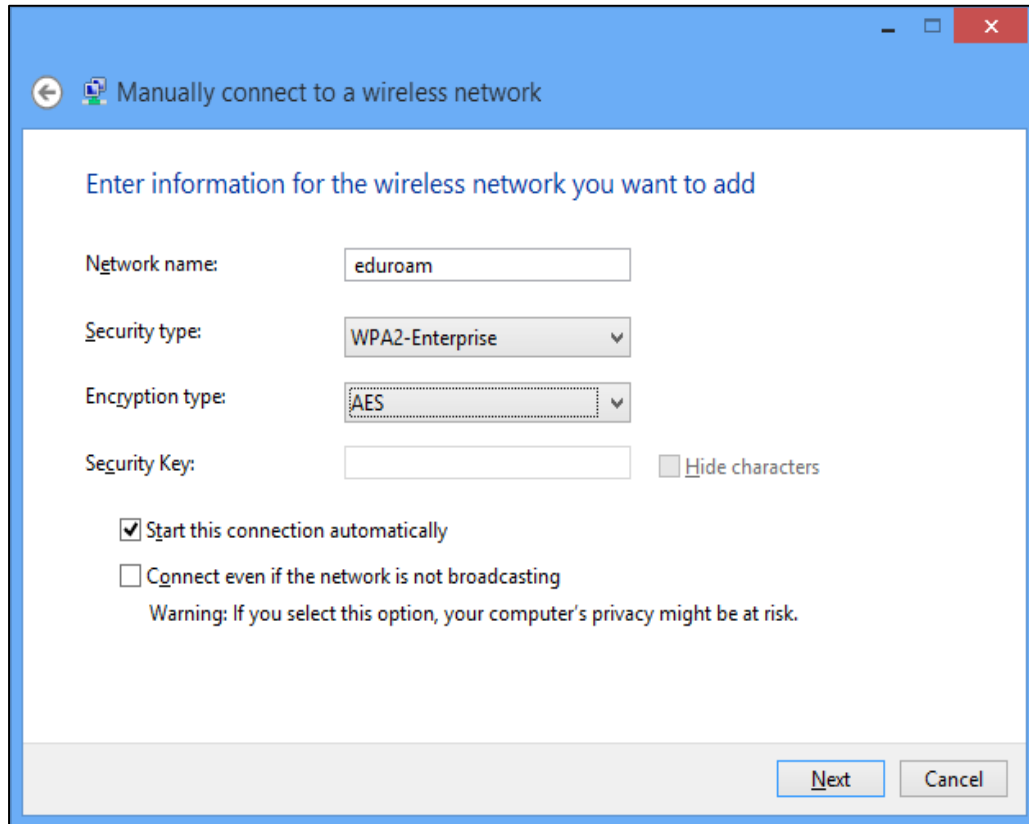 Manually connect to a wireless network
Enter information for the wireless network you want to add
Network name:
eduroam
Security type:
WPA2-Enterprise
Encryption type:
AES
Security Key:
Hide characters
Start this connection automatically
Connect even if the network is not broadcasting
Warning: If you select this option, your computer's privacy might be at risk.
Next
Cancel